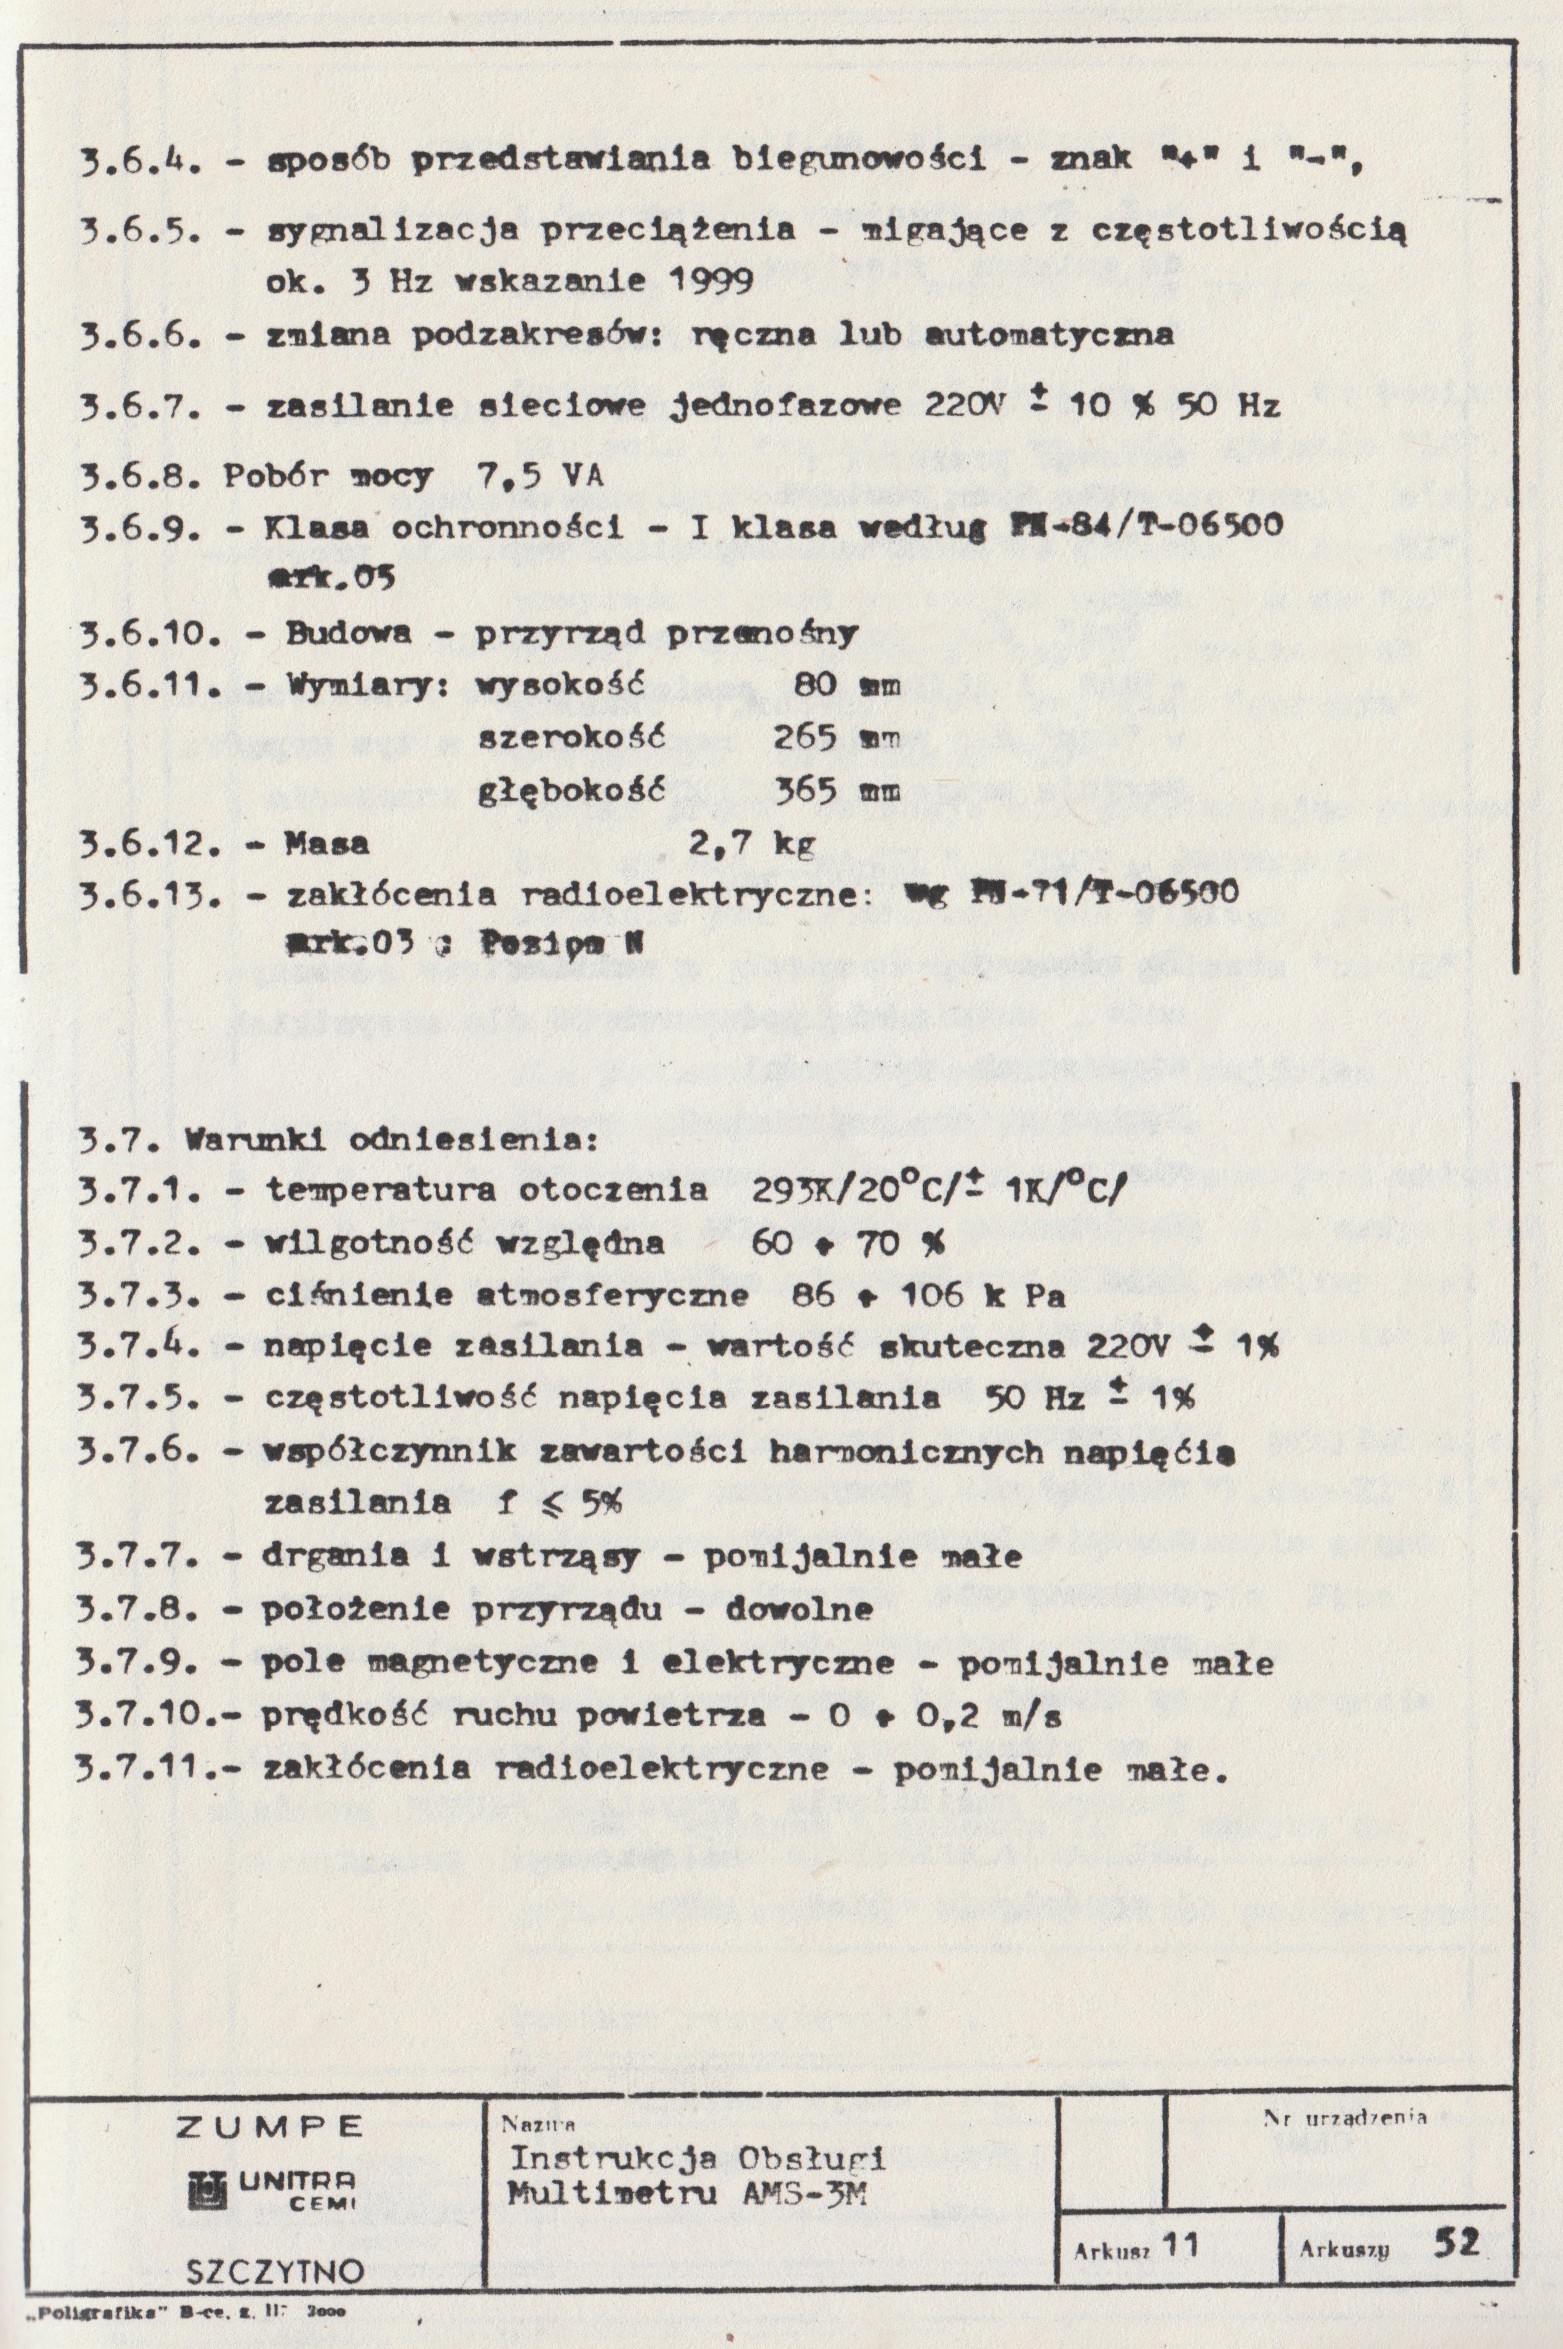 3.6.4. - sposób przedstawiania biegunowości - znak "+" i "-",
3.6.5. - sygnalizacja przeciążenia - migające z częstotliwością
ok. 3 Hz wskazanie 1999
3.6.6. - zmiana podzakresów: ręczna lub automatyczna
3.6.7. - zasilanie sieciowe jednofazowe 220V ± 10 % 50 Hz
3.6.8. Pobór mocy 7,5 VA
3.6.9. - Klasa ochronności - I klasa według PN-84/T-06500
ark.05
3.6.10. - Budowa - przyrząd przenośny
3.6.11. - Wymiary: wysokość 80 mm
szerokość 265 mm
głębokość 365 mm
3.6.12. - Masa 2,7 kg
3.6.13. - zakłócenia radioelektryczne: wg PN-71/T-06500
ark.03 ; Poziom N
3.7. Warunki odniesienia:
3.7.1. - temperatura otoczenia 293K/20°C/± 1K/°C/
3.7.2. - wilgotność względna 60 ÷ 70 %
3.7.3. - ciśnienie atmosferyczne 86 ÷ 106 k Pa
3.7.4. - napięcie zasilania - wartość skuteczna 220V ± 1%
3.7.5. - częstotliwość napięcia zasilania 50 Hz ± 1%
3.7.6. - współczynnik zawartości harmonicznych napięćia
zasilania f ⩽ 5%
3.7.7. - drgania i wstrząsy - pomijalnie małe
3.7.8. - położenie przyrządu - dowolne
3.7.9. - pole magnetyczne i elektryczne - pomijalnie małe
3.7.10.- prędkość ruchu powietrza - 0 ÷ 0,2 m/s
3.7.11.- zakłócenia radioelektryczne - pomijalnie małe.
ZUMPE
UNITRA
CEMI
SZCZYTNO
Nazwa
Instrukcja Obsługi
Multimetru AMS-3M
Nr urządzenia
Arkusz 11
Arkuszy 52
„Poligrafika" B-ce. z. 3000